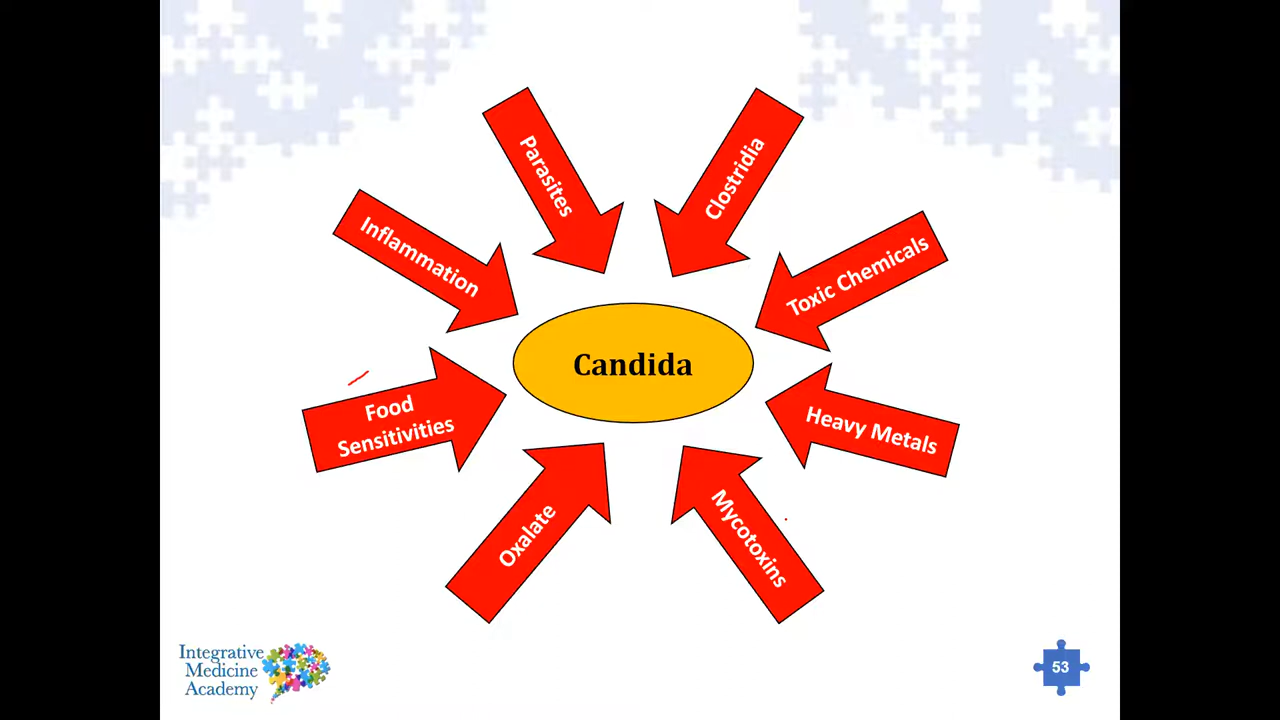 Parasites
Clostridia
Inflammation
Toxic Chemicals
Candida
Food
Sensitivities
Heavy Metals
Oxalate
Mycotoxins
Integrative
Medicine
Academy
53